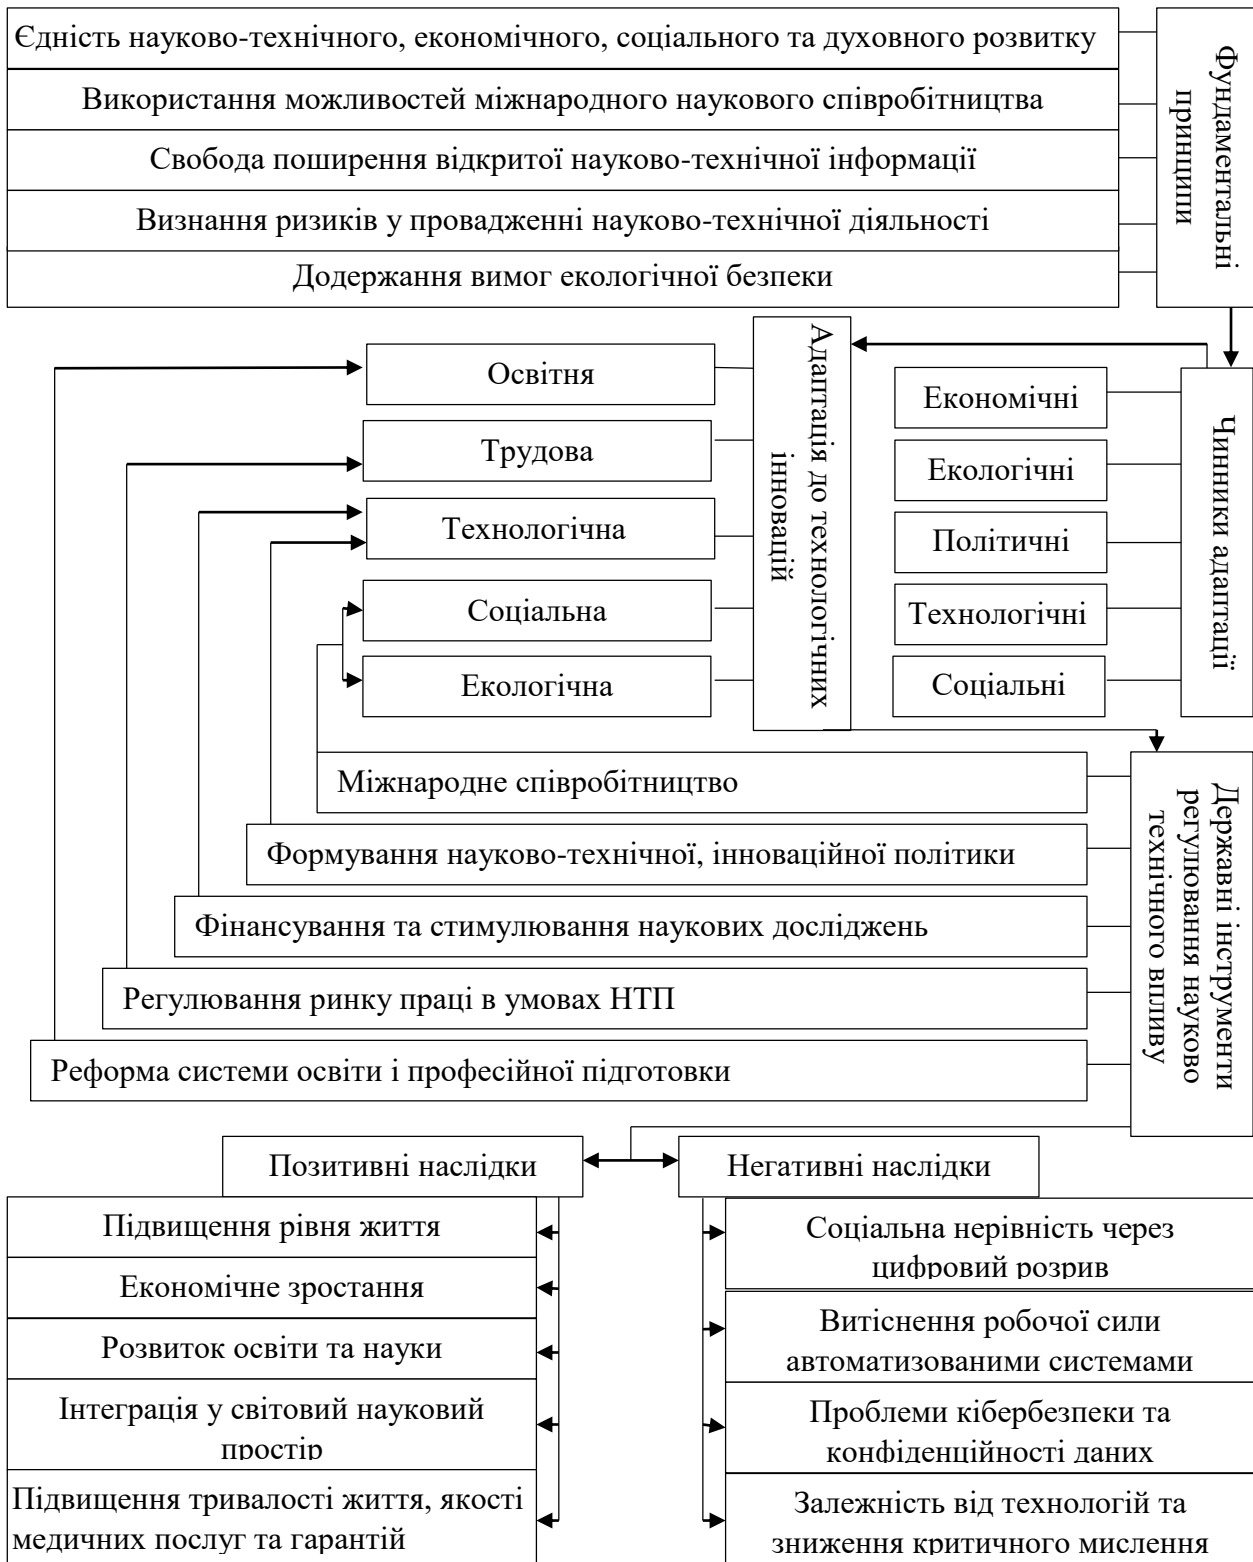 Єдність науково-технічного, економічного, соціального та духовного розвитку
Використання можливостей міжнародного наукового співробітництва
Свобода поширення відкритої науково-технічної інформації
Визнання ризиків у провадженні науково-технічної діяльності
Додержання вимог екологічної безпеки
Фундаментальні
принципи
Освітня
Трудова
Технологічна
Соціальна
Екологічна
Адаптація до технологічних
інновацій
Економічні
Екологічні
Політичні
Технологічні
Соціальні
Чинники адаптації
Міжнародне співробітництво
Формування науково-технічної, інноваційної політики
Фінансування та стимулювання наукових досліджень
Регулювання ринку праці в умовах НТП
Реформа системи освіти і професійної підготовки
Державні інструменти
регулювання науково
технічного впливу
Позитивні наслідки
Підвищення рівня життя
Економічне зростання
Розвиток освіти та науки
Інтеграція у світовий науковий
простір
Підвищення тривалості життя, якості
медичних послуг та гарантій
Негативні наслідки
Соціальна нерівність через
цифровий розрив
Витіснення робочої сили
автоматизованими системами
Проблеми кібербезпеки та
конфіденційності даних
Залежність від технологій та
зниження критичного мислення